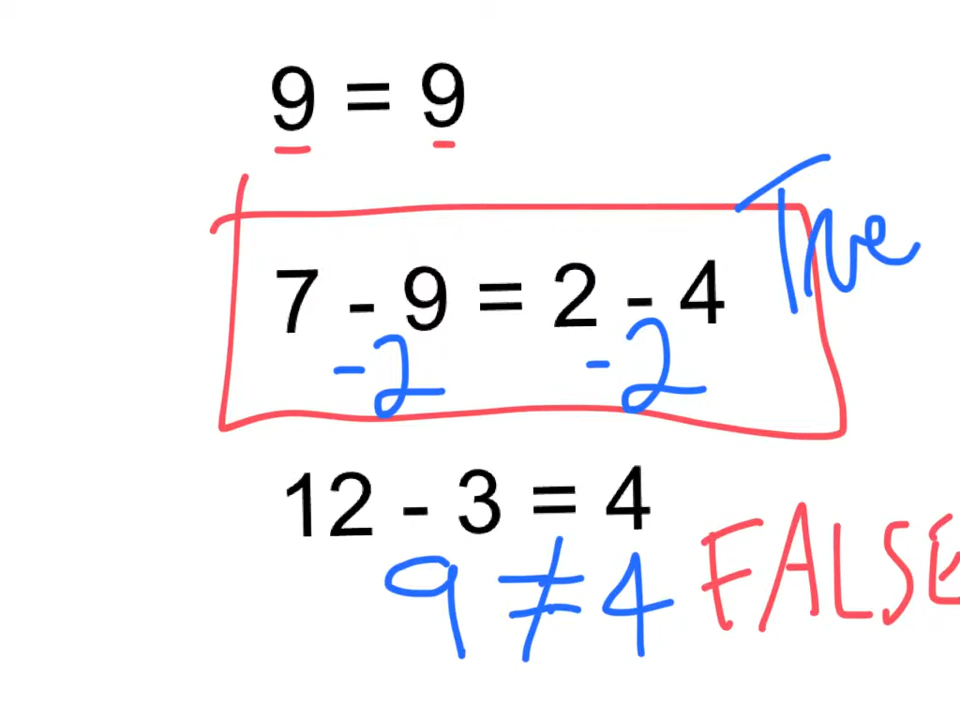 9 = 9
True
7 - 9 = 2 - 4
-2 -2
12 - 3 = 4
9 ≠ 4 FALSE